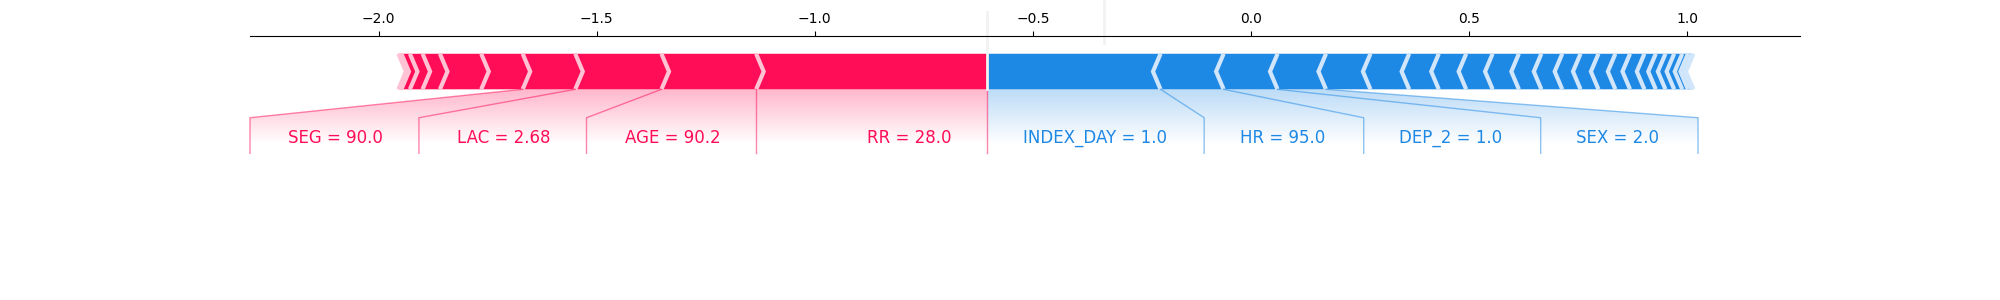 −2.0 −1.5 −1.0 −0.5 0.0 0.5 1.0
SEG = 90.0 LAC = 2.68 AGE = 90.2 RR = 28.0 INDEX_DAY = 1.0 HR = 95.0 DEP_2 = 1.0 SEX = 2.0